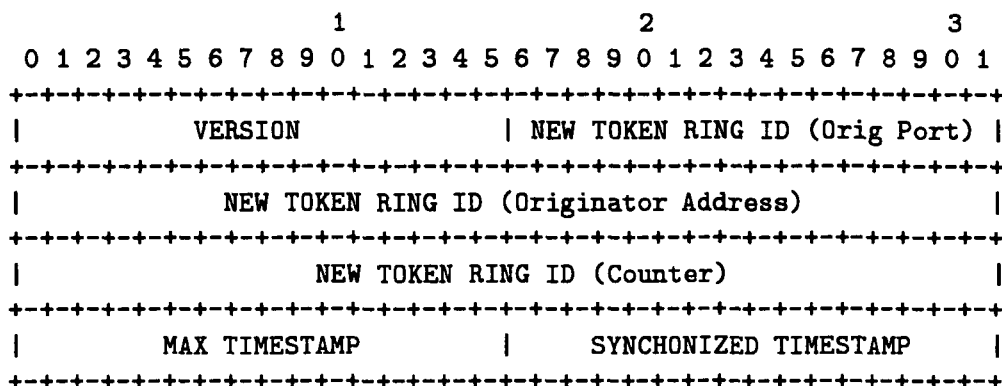 1 2 3
0 1 2 3 4 5 6 7 8 9 0 1 2 3 4 5 6 7 8 9 0 1 2 3 4 5 6 7 8 9 0 1
+-+-+-+-+-+-+-+-+-+-+-+-+-+-+-+-+-+-+-+-+-+-+-+-+-+-+-+-+-+-+-+-+
| VERSION | NEW TOKEN RING ID (Orig Port) |
+-+-+-+-+-+-+-+-+-+-+-+-+-+-+-+-+-+-+-+-+-+-+-+-+-+-+-+-+-+-+-+-+
| NEW TOKEN RING ID (Originator Address) |
+-+-+-+-+-+-+-+-+-+-+-+-+-+-+-+-+-+-+-+-+-+-+-+-+-+-+-+-+-+-+-+-+
| NEW TOKEN RING ID (Counter) |
+-+-+-+-+-+-+-+-+-+-+-+-+-+-+-+-+-+-+-+-+-+-+-+-+-+-+-+-+-+-+-+-+
| MAX TIMESTAMP | SYNCHONIZED TIMESTAMP |
+-+-+-+-+-+-+-+-+-+-+-+-+-+-+-+-+-+-+-+-+-+-+-+-+-+-+-+-+-+-+-+-+